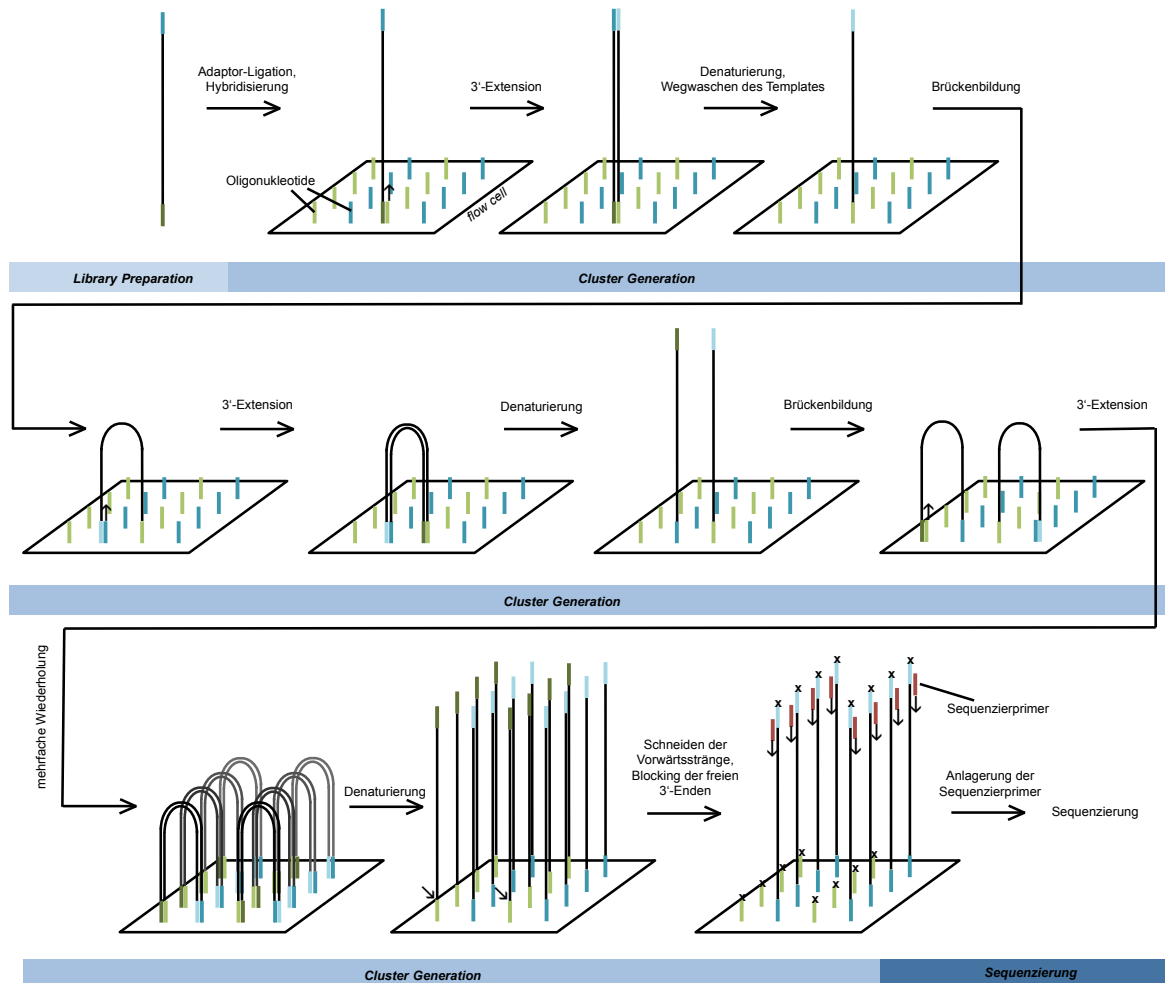 Adaptor-Ligation,
Hybridisierung
3'-Extension
Denaturierung,
Wegwaschen des Templates
Brückenbildung
Oligonukleotide
flow cell
Library Preparation
Cluster Generation
3'-Extension
Denaturierung
Brückenbildung
3'-Extension
Cluster Generation
mehrfache Wiederholung
Denaturierung
Schneiden der
Vorwärtsstränge,
Blocking der freien
3'-Enden
x x x x x x x x
Sequenzierprimer
Anlagerung der
Sequenzierprimer
Sequenzierung
x x x x x x x x
Cluster Generation
Sequenzierung